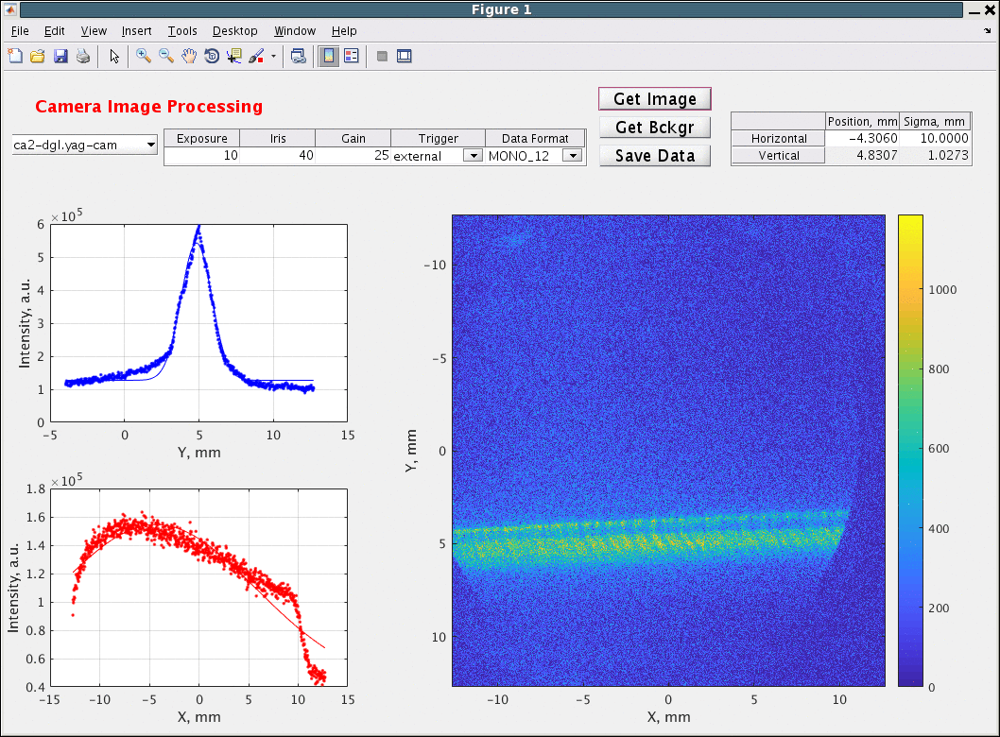 Figure 1
File Edit View Insert Tools Desktop Window Help
Camera Image Processing
ca2-dgl.yag-cam
Exposure Iris Gain Trigger Data Format
10 40 25 external MONO_12
Get Image
Get Bckgr
Save Data
Position, mm Sigma, mm
Horizontal −4.3060 10.0000
Vertical 4.8307 1.0273
×10^5
6
5
4
3
2
1
0
Intensity, a.u.
−5 0 5 10 15
Y, mm
×10^5
1.8
1.6
1.4
1.2
1
0.8
0.6
0.4
Intensity, a.u.
−15 −10 −5 0 5 10 15
X, mm
−10
−5
0
5
10
Y, mm
−10 −5 0 5 10
X, mm
1000
800
600
400
200
0